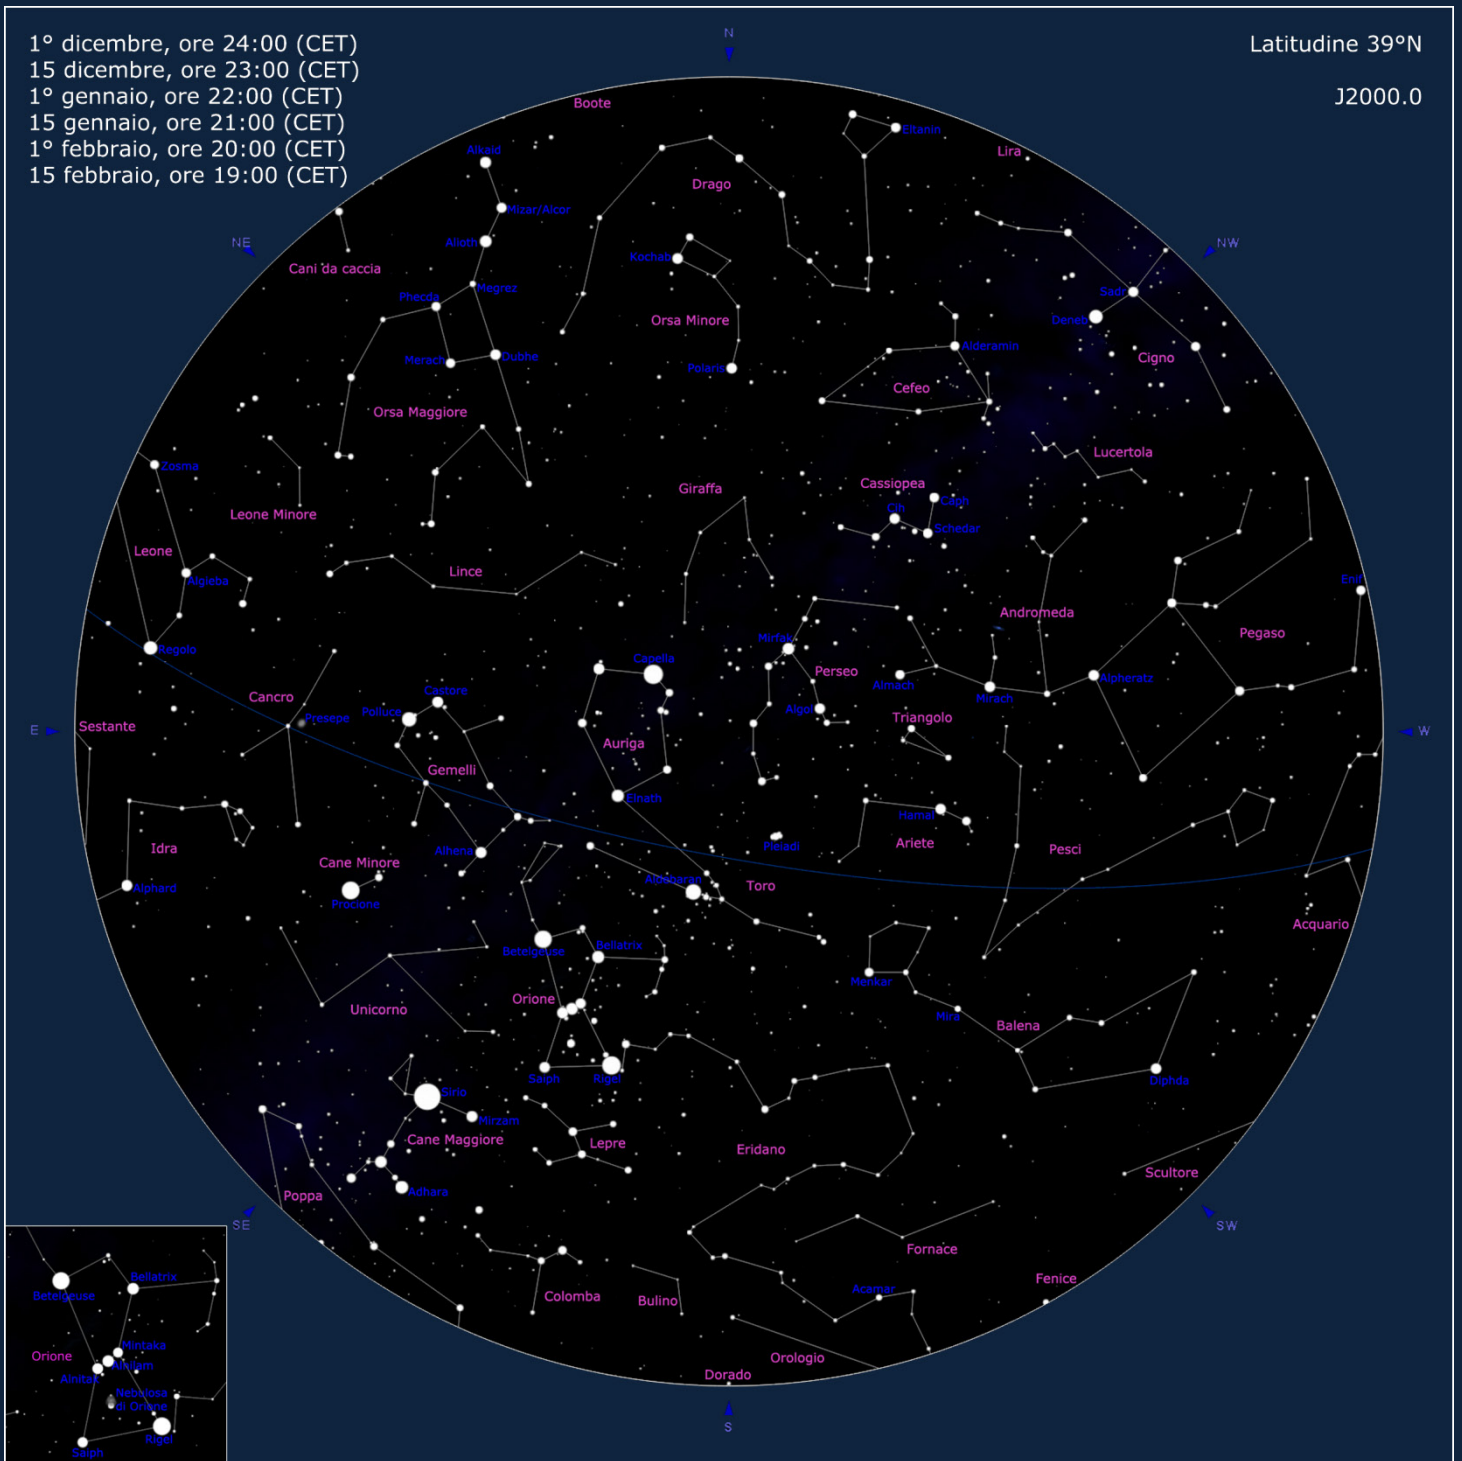 1° dicembre, ore 24:00 (CET)
15 dicembre, ore 23:00 (CET)
1° gennaio, ore 22:00 (CET)
15 gennaio, ore 21:00 (CET)
1° febbraio, ore 20:00 (CET)
15 febbraio, ore 19:00 (CET)
Latitudine 39°N
J2000.0
N
Boote
Eltanin
Alkaid
Lira
Drago
Mizar/Alcor
NE
Alioth
NW
Kochab
Cani da caccia
Megrez
Phecda
Sadr
Orsa Minore
Deneb
Alderamin
Merach
Dubhe
Cigno
Polaris
Cefeo
Orsa Maggiore
Lucertola
Zosma
Cassiopea
Giraffa
Caph
Cih
Leone Minore
Schedar
Leone
Lince
Algieba
Enif
Andromeda
Pegaso
Mirfak
Regolo
Capella
Perseo
Alpheratz
Almach
Castore
Cancro
Mirach
Polluce
Algol
Presepe
Triangolo
Sestante
E
W
Auriga
Gemelli
Elnath
Hamal
Ariete
Pleiadi
Idra
Pesci
Alhena
Cane Minore
Aldebaran
Toro
Alphard
Procione
Acquario
Bellatrix
Betelgeuse
Menkar
Orione
Unicorno
Mira
Balena
Saiph
Rigel
Diphda
Sirio
Mirzam
Cane Maggiore
Lepre
Eridano
Scultore
Adhara
Poppa
SE
SW
Fornace
Fenice
Acamar
Colomba
Bulino
Orologio
Dorado
S
Bellatrix
Betelgeuse
Mintaka
Orione
Alnilam
Alnitak
Nebulosa
di Orione
Rigel
Saiph